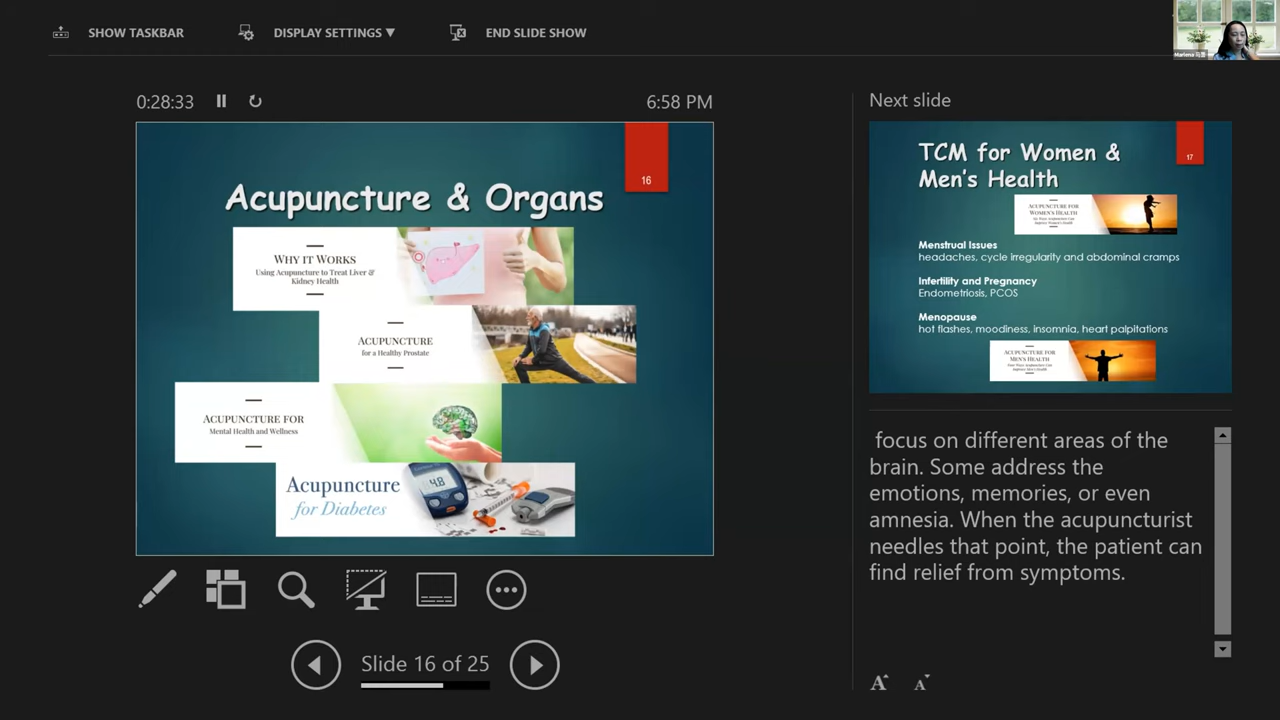 SHOW TASKBAR
DISPLAY SETTINGS ▼
END SLIDE SHOW
Marlena
0:28:33
6:58 PM
16
Acupuncture & Organs
WHY IT WORKS
Using Acupuncture to Treat Liver &
Kidney Health
ACUPUNCTURE
for a Healthy Prostate
ACUPUNCTURE FOR
Mental Health and Wellness
4.8
Acupuncture
for Diabetes
Slide 16 of 25
Next slide
TCM for Women &
Men's Health
17
ACUPUNCTURE FOR
WOMEN'S HEALTH
Menstrual Issues
headaches, cycle irregularity and abdominal cramps
Infertility and Pregnancy
Endometriosis, PCOS
Menopause
hot flashes, moodiness, insomnia, heart palpitations
ACUPUNCTURE FOR
MEN'S HEALTH
focus on different areas of the
brain. Some address the
emotions, memories, or even
amnesia. When the acupuncturist
needles that point, the patient can
find relief from symptoms.
A A